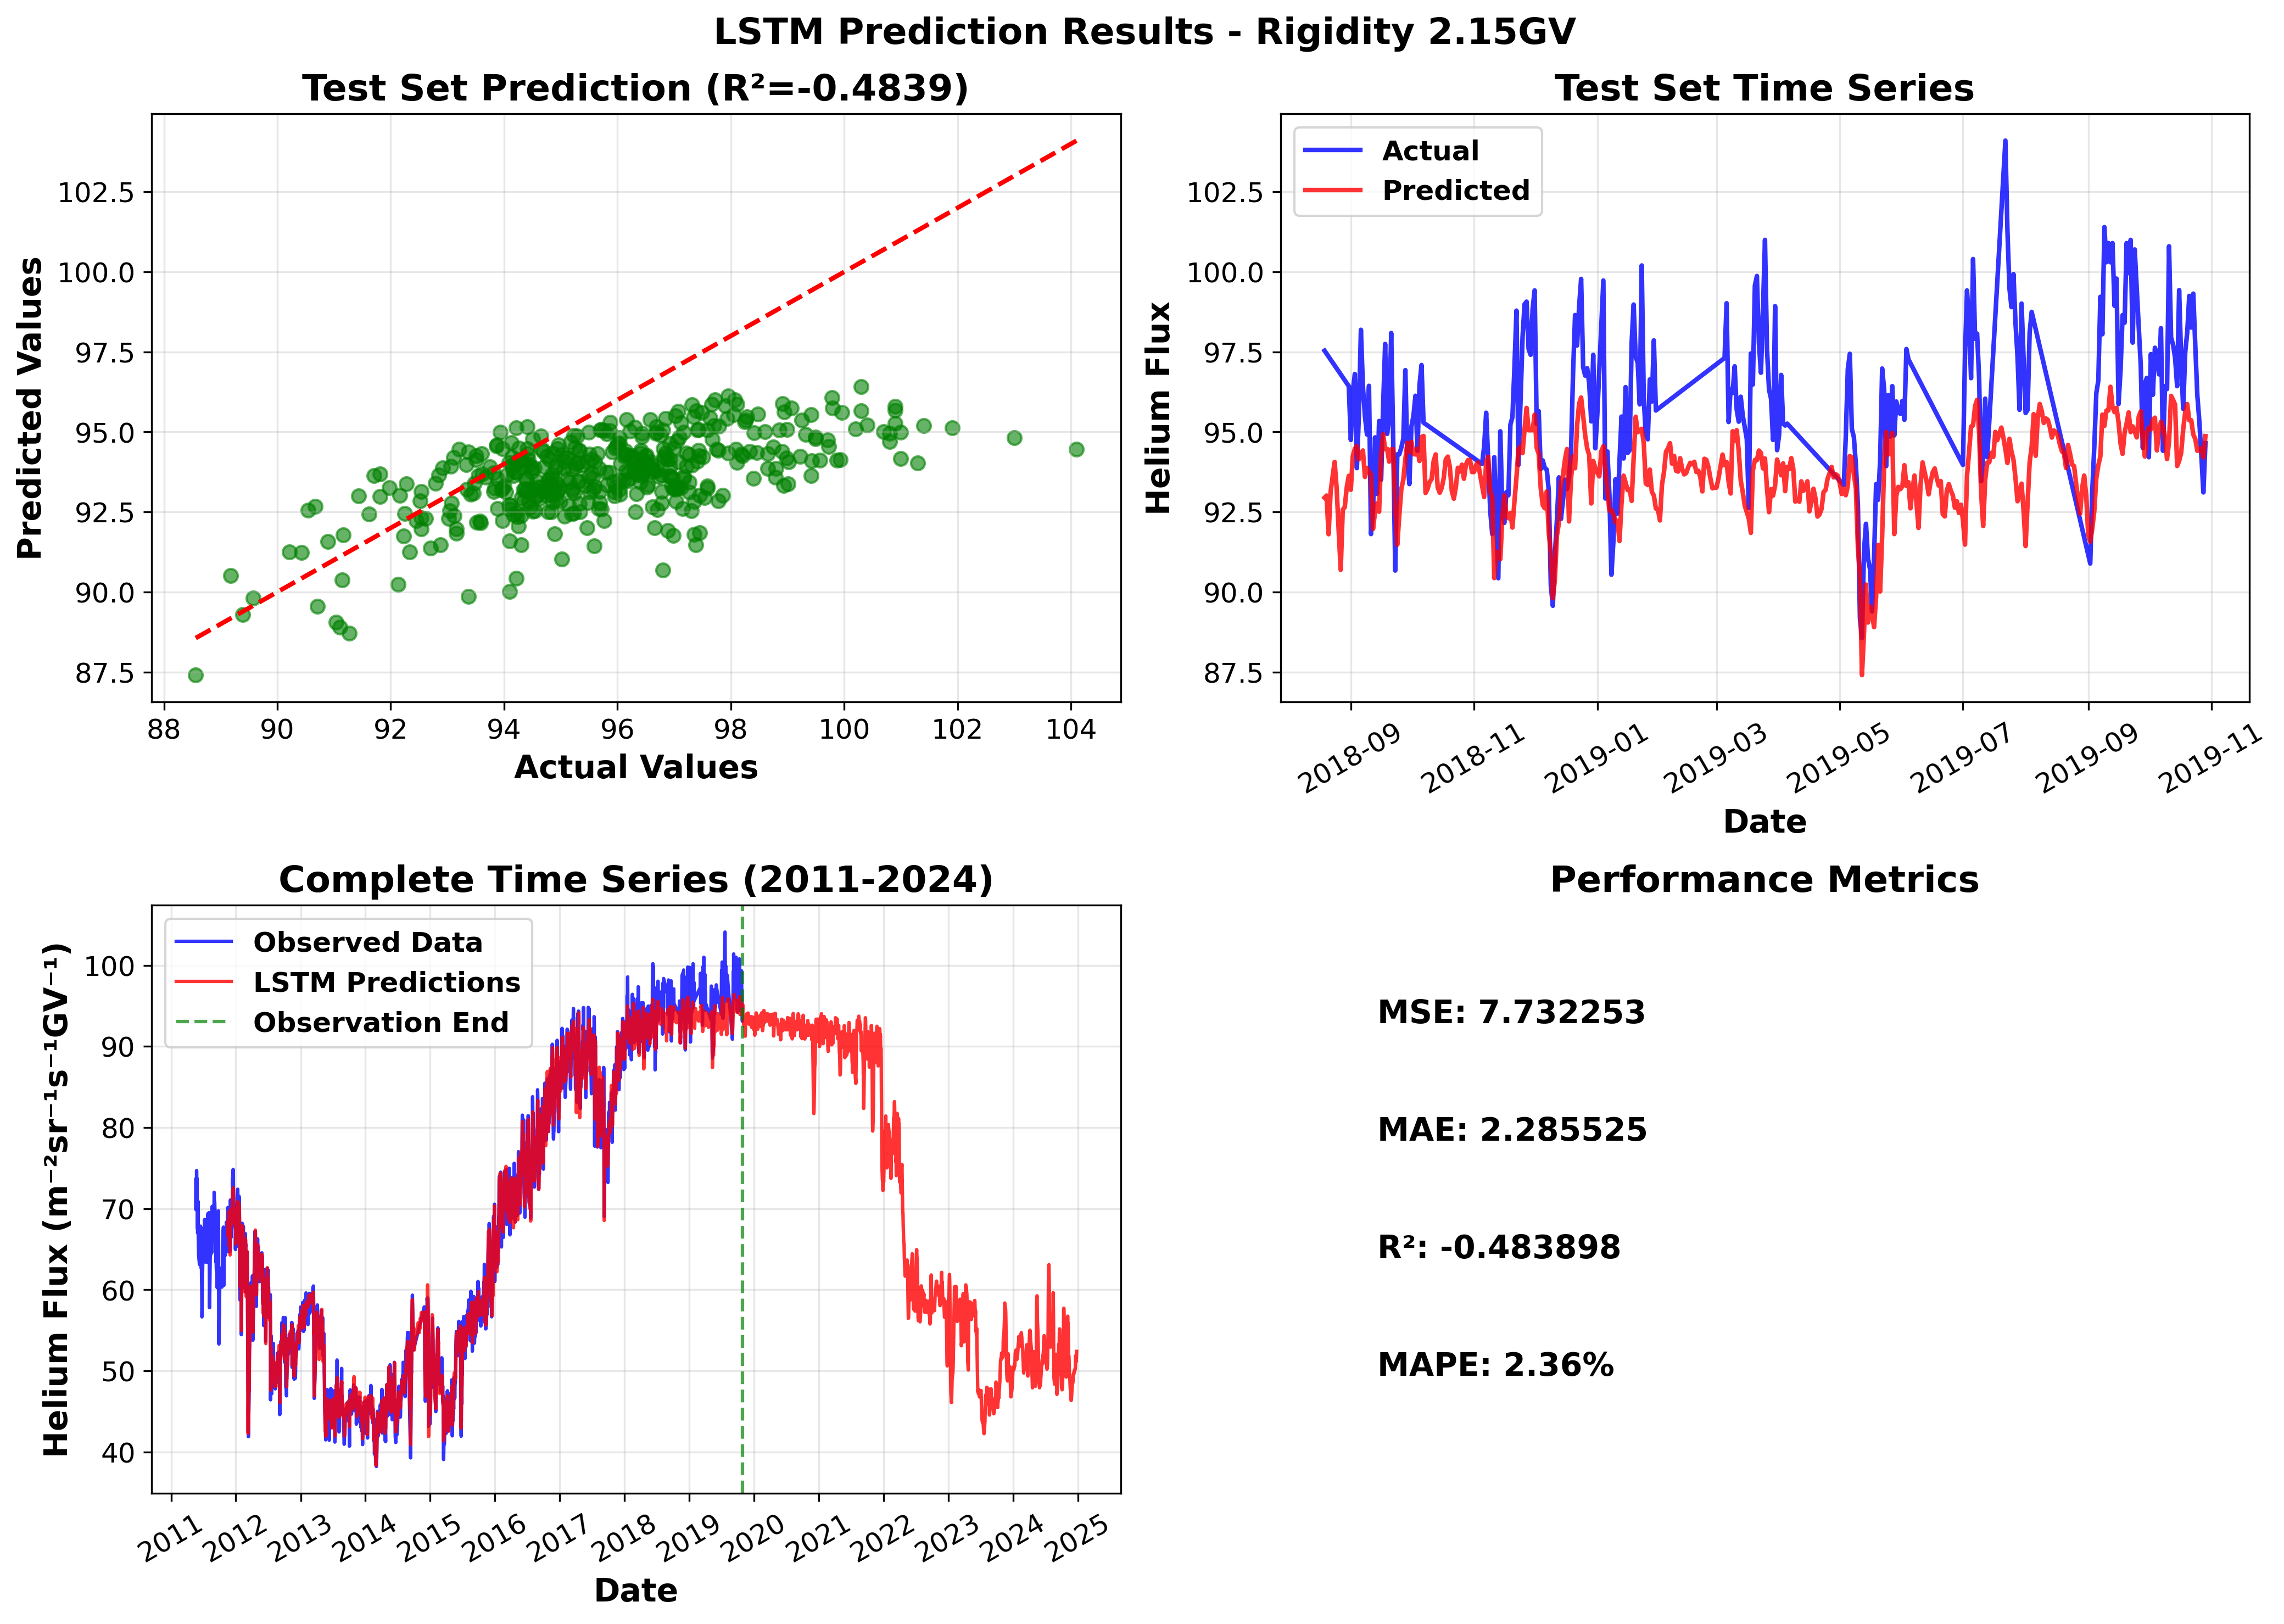 LSTM Prediction Results - Rigidity 2.15GV
Test Set Prediction (R²=-0.4839)
Predicted Values
102.5
100.0
97.5
95.0
92.5
90.0
87.5
88 90 92 94 96 98 100 102 104
Actual Values
Test Set Time Series
Actual
Predicted
Helium Flux
102.5
100.0
97.5
95.0
92.5
90.0
87.5
2018-09 2018-11 2019-01 2019-03 2019-05 2019-07 2019-09 2019-11
Date
Complete Time Series (2011-2024)
Observed Data
LSTM Predictions
Observation End
Helium Flux (m⁻²sr⁻¹s⁻¹GV⁻¹)
100
90
80
70
60
50
40
2011 2012 2013 2014 2015 2016 2017 2018 2019 2020 2021 2022 2023 2024 2025
Date
Performance Metrics
MSE: 7.732253
MAE: 2.285525
R²: -0.483898
MAPE: 2.36%